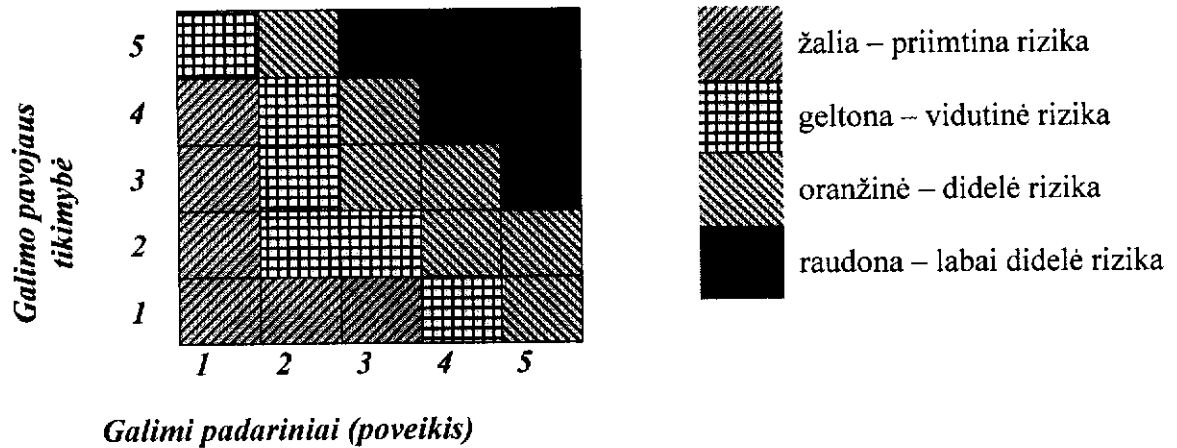 Galimo pavojaus
tikimybė
5
4
3
2
1
1 2 3 4 5
Galimi padariniai (poveikis)
žalia – priimtina rizika
geltona – vidutinė rizika
oranžinė – didelė rizika
raudona – labai didelė rizika